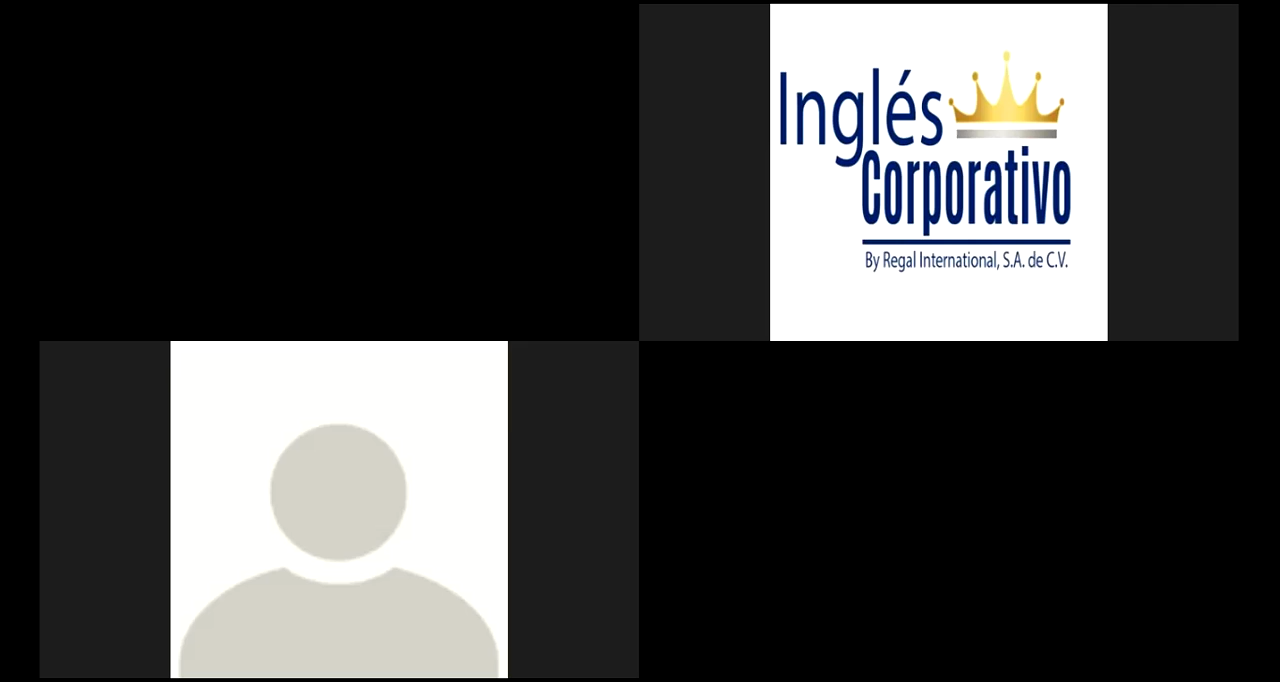 Inglés
Corporativo
By Regal International, S.A. de C.V.